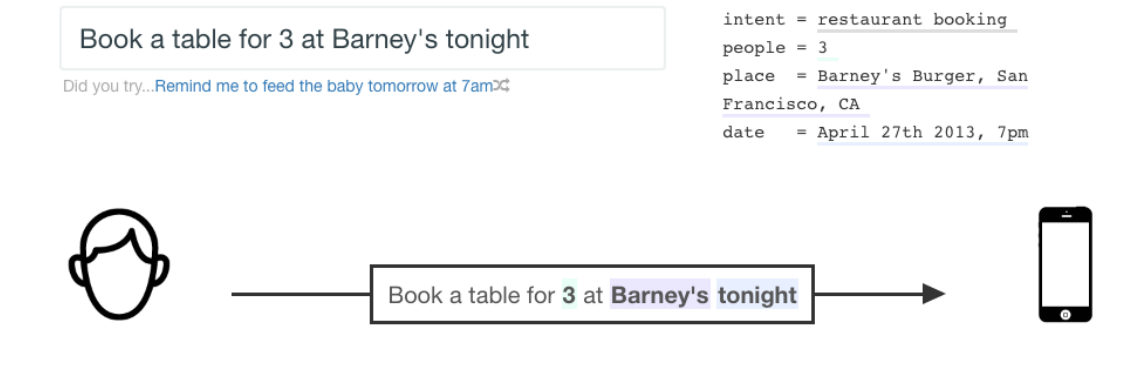 Book a table for 3 at Barney's tonight
Did you try...Remind me to feed the baby tomorrow at 7am
intent = restaurant booking
people = 3
place  = Barney's Burger, San
Francisco, CA
date   = April 27th 2013, 7pm
Book a table for 3 at Barney's tonight